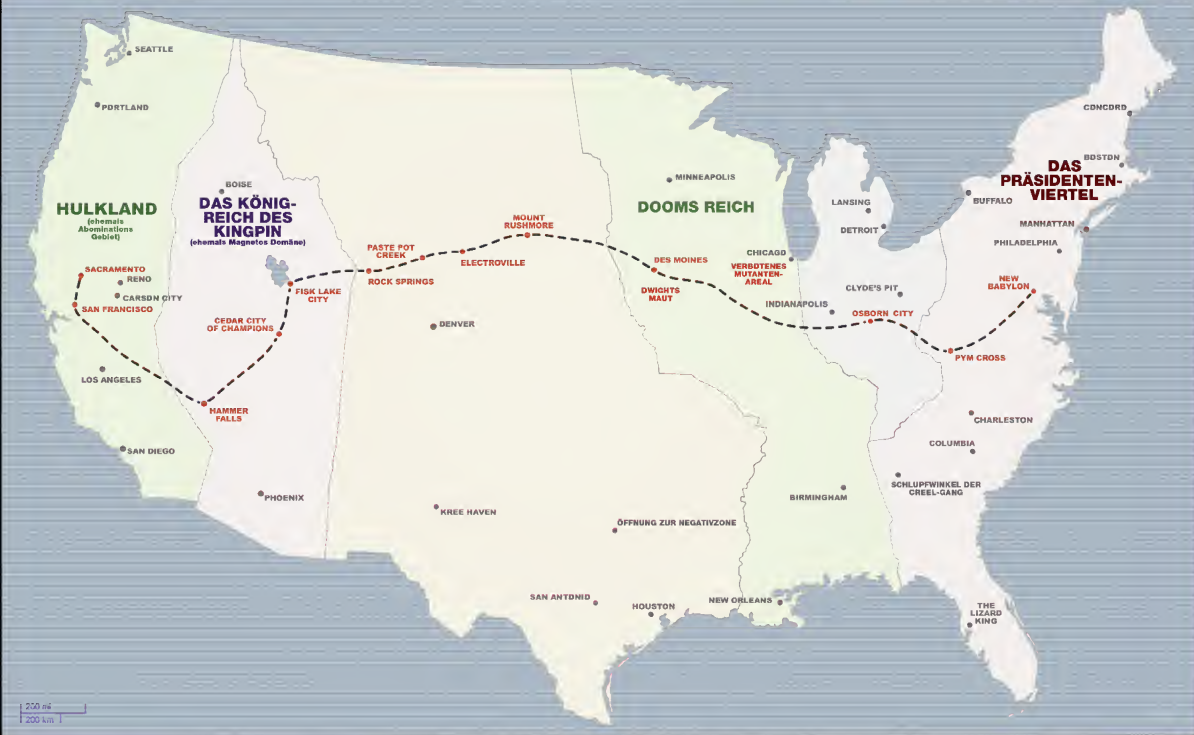 SEATTLE
PORTLAND
HULKLAND
(ehemals
Abominations
Gebiet)
SACRAMENTO
RENO
CARSON CITY
SAN FRANCISCO
LOS ANGELES
SAN DIEGO
BOISE
DAS KÖNIG-
REICH DES
KINGPIN
(ehemals Magnetos Domäne)
FISK LAKE
CITY
CEDAR CITY
OF CHAMPIONS
HAMMER
FALLS
PHOENIX
PASTE POT
CREEK
ROCK SPRINGS
ELECTROVILLE
MOUNT
RUSHMORE
DENVER
KREE HAVEN
ÖFFNUNG ZUR NEGATIVZONE
SAN ANTONIO
HOUSTON
MINNEAPOLIS
DOOMS REICH
DES MOINES
DWIGHTS
MAUT
CHICAGO
VERBOTENES
MUTANTEN-
AREAL
BIRMINGHAM
NEW ORLEANS
LANSING
DETROIT
CLYDE'S PIT
INDIANAPOLIS
OSBORN CITY
CONCORD
BOSTON
DAS
PRÄSIDENTEN-
VIERTEL
BUFFALO
MANHATTAN
PHILADELPHIA
NEW
BABYLON
PYM CROSS
CHARLESTON
COLUMBIA
SCHLUPFWINKEL DER
CREEL-GANG
THE
LIZARD
KING
200 mi
200 km